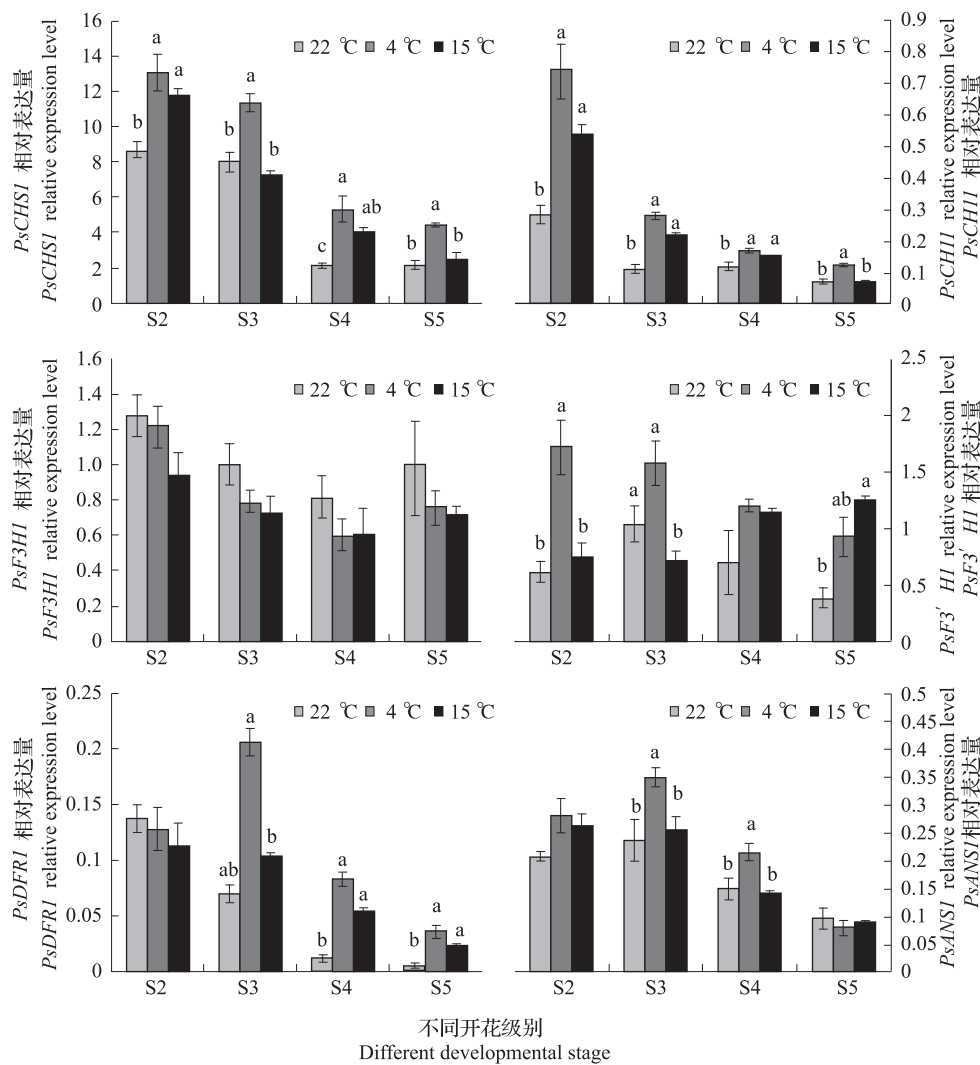 PsCHS1 相对表达量
PsCHS1 relative expression level
16
14
12
10
8
6
4
2
0
22 ℃ 4 ℃ 15 ℃
b a a
b a b
c a ab
b a b
S2 S3 S4 S5
22 ℃ 4 ℃ 15 ℃
b a a
b a a
b a a
b a b
S2 S3 S4 S5
0.9
0.8
0.7
0.6
0.5
0.4
0.3
0.2
0.1
0
PsCHI1 relative expression level
PsCHI1 相对表达量
PsF3H1 相对表达量
PsF3H1 relative expression level
1.6
1.4
1.2
1.0
0.8
0.6
0.4
0.2
0
22 ℃ 4 ℃ 15 ℃
S2 S3 S4 S5
22 ℃ 4 ℃ 15 ℃
b a b
a a b
b ab a
S2 S3 S4 S5
2.5
2
1.5
1
0.5
0
PsF3′ H1 relative expression level
PsF3′ H1 相对表达量
PsDFR1 相对表达量
PsDFR1 relative expression level
0.25
0.2
0.15
0.1
0.05
0
22 ℃ 4 ℃ 15 ℃
ab a b
b a a
b a a
S2 S3 S4 S5
22 ℃ 4 ℃ 15 ℃
b a b
b a b
S2 S3 S4 S5
0.5
0.45
0.4
0.35
0.3
0.25
0.2
0.15
0.1
0.05
0
PsANS1 relative expression level
PsANS1相对表达量
不同开花级别
Different developmental stage